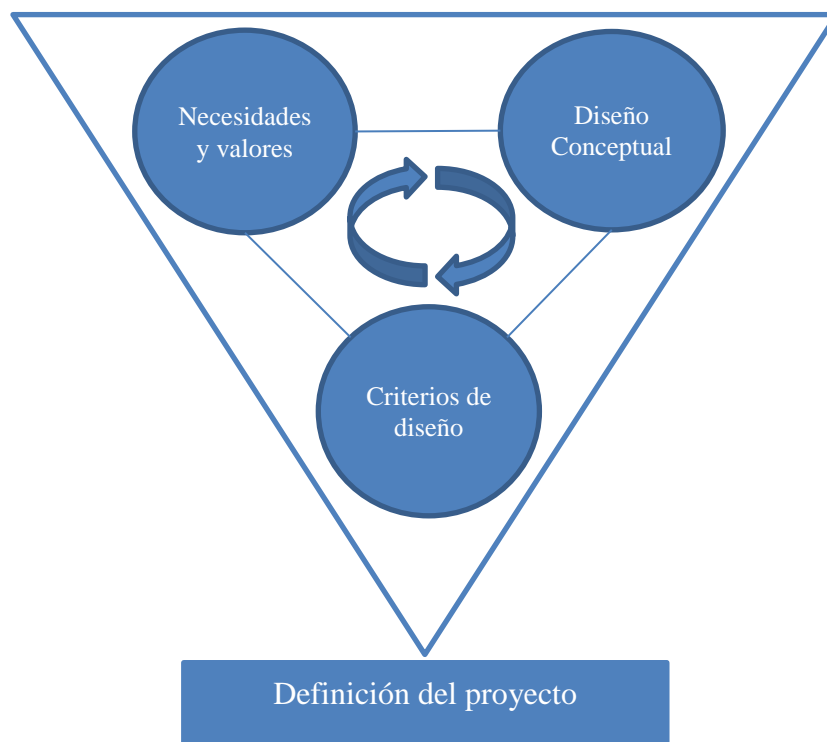 Necesidades
y valores
Diseño
Conceptual
Criterios de
diseño
Definición del proyecto